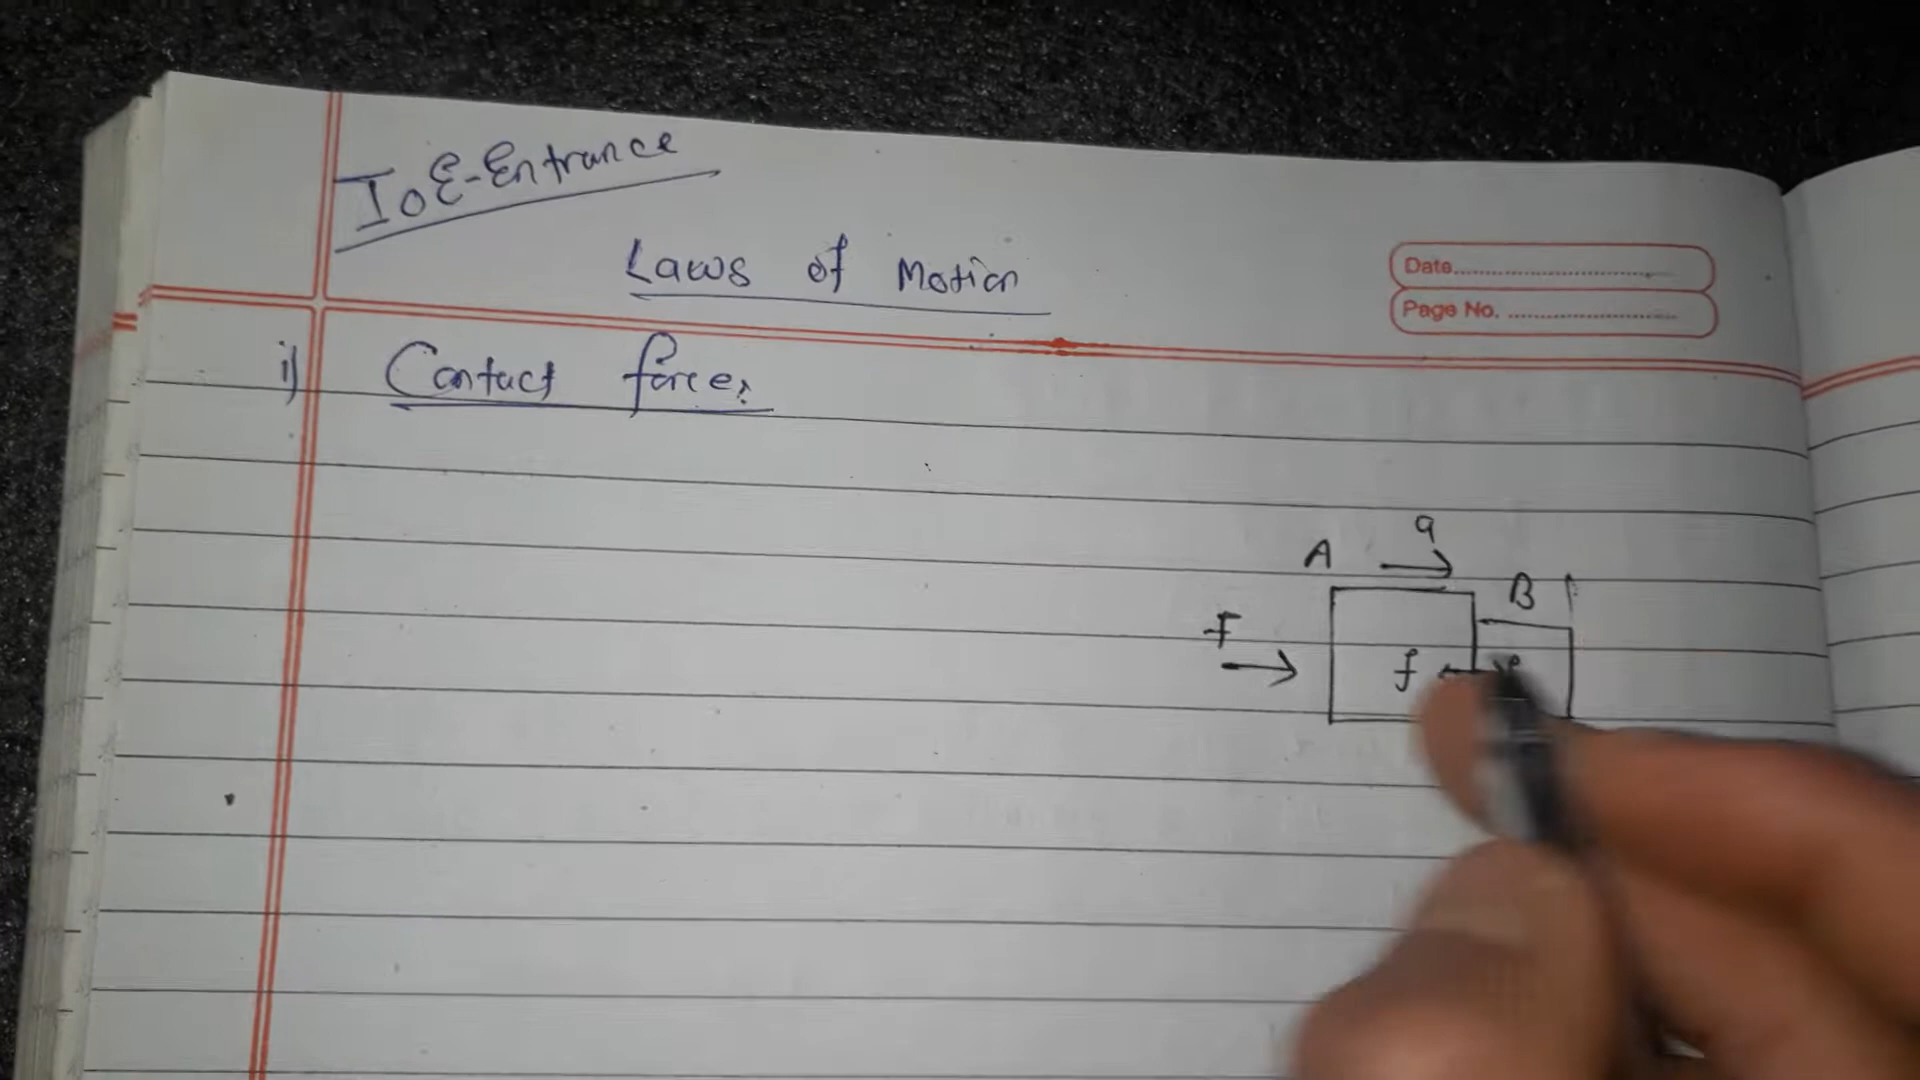 IOE-Entrance
Laws of Motion
Date
Page No.
i) Contact force:
a
A
B
F
f